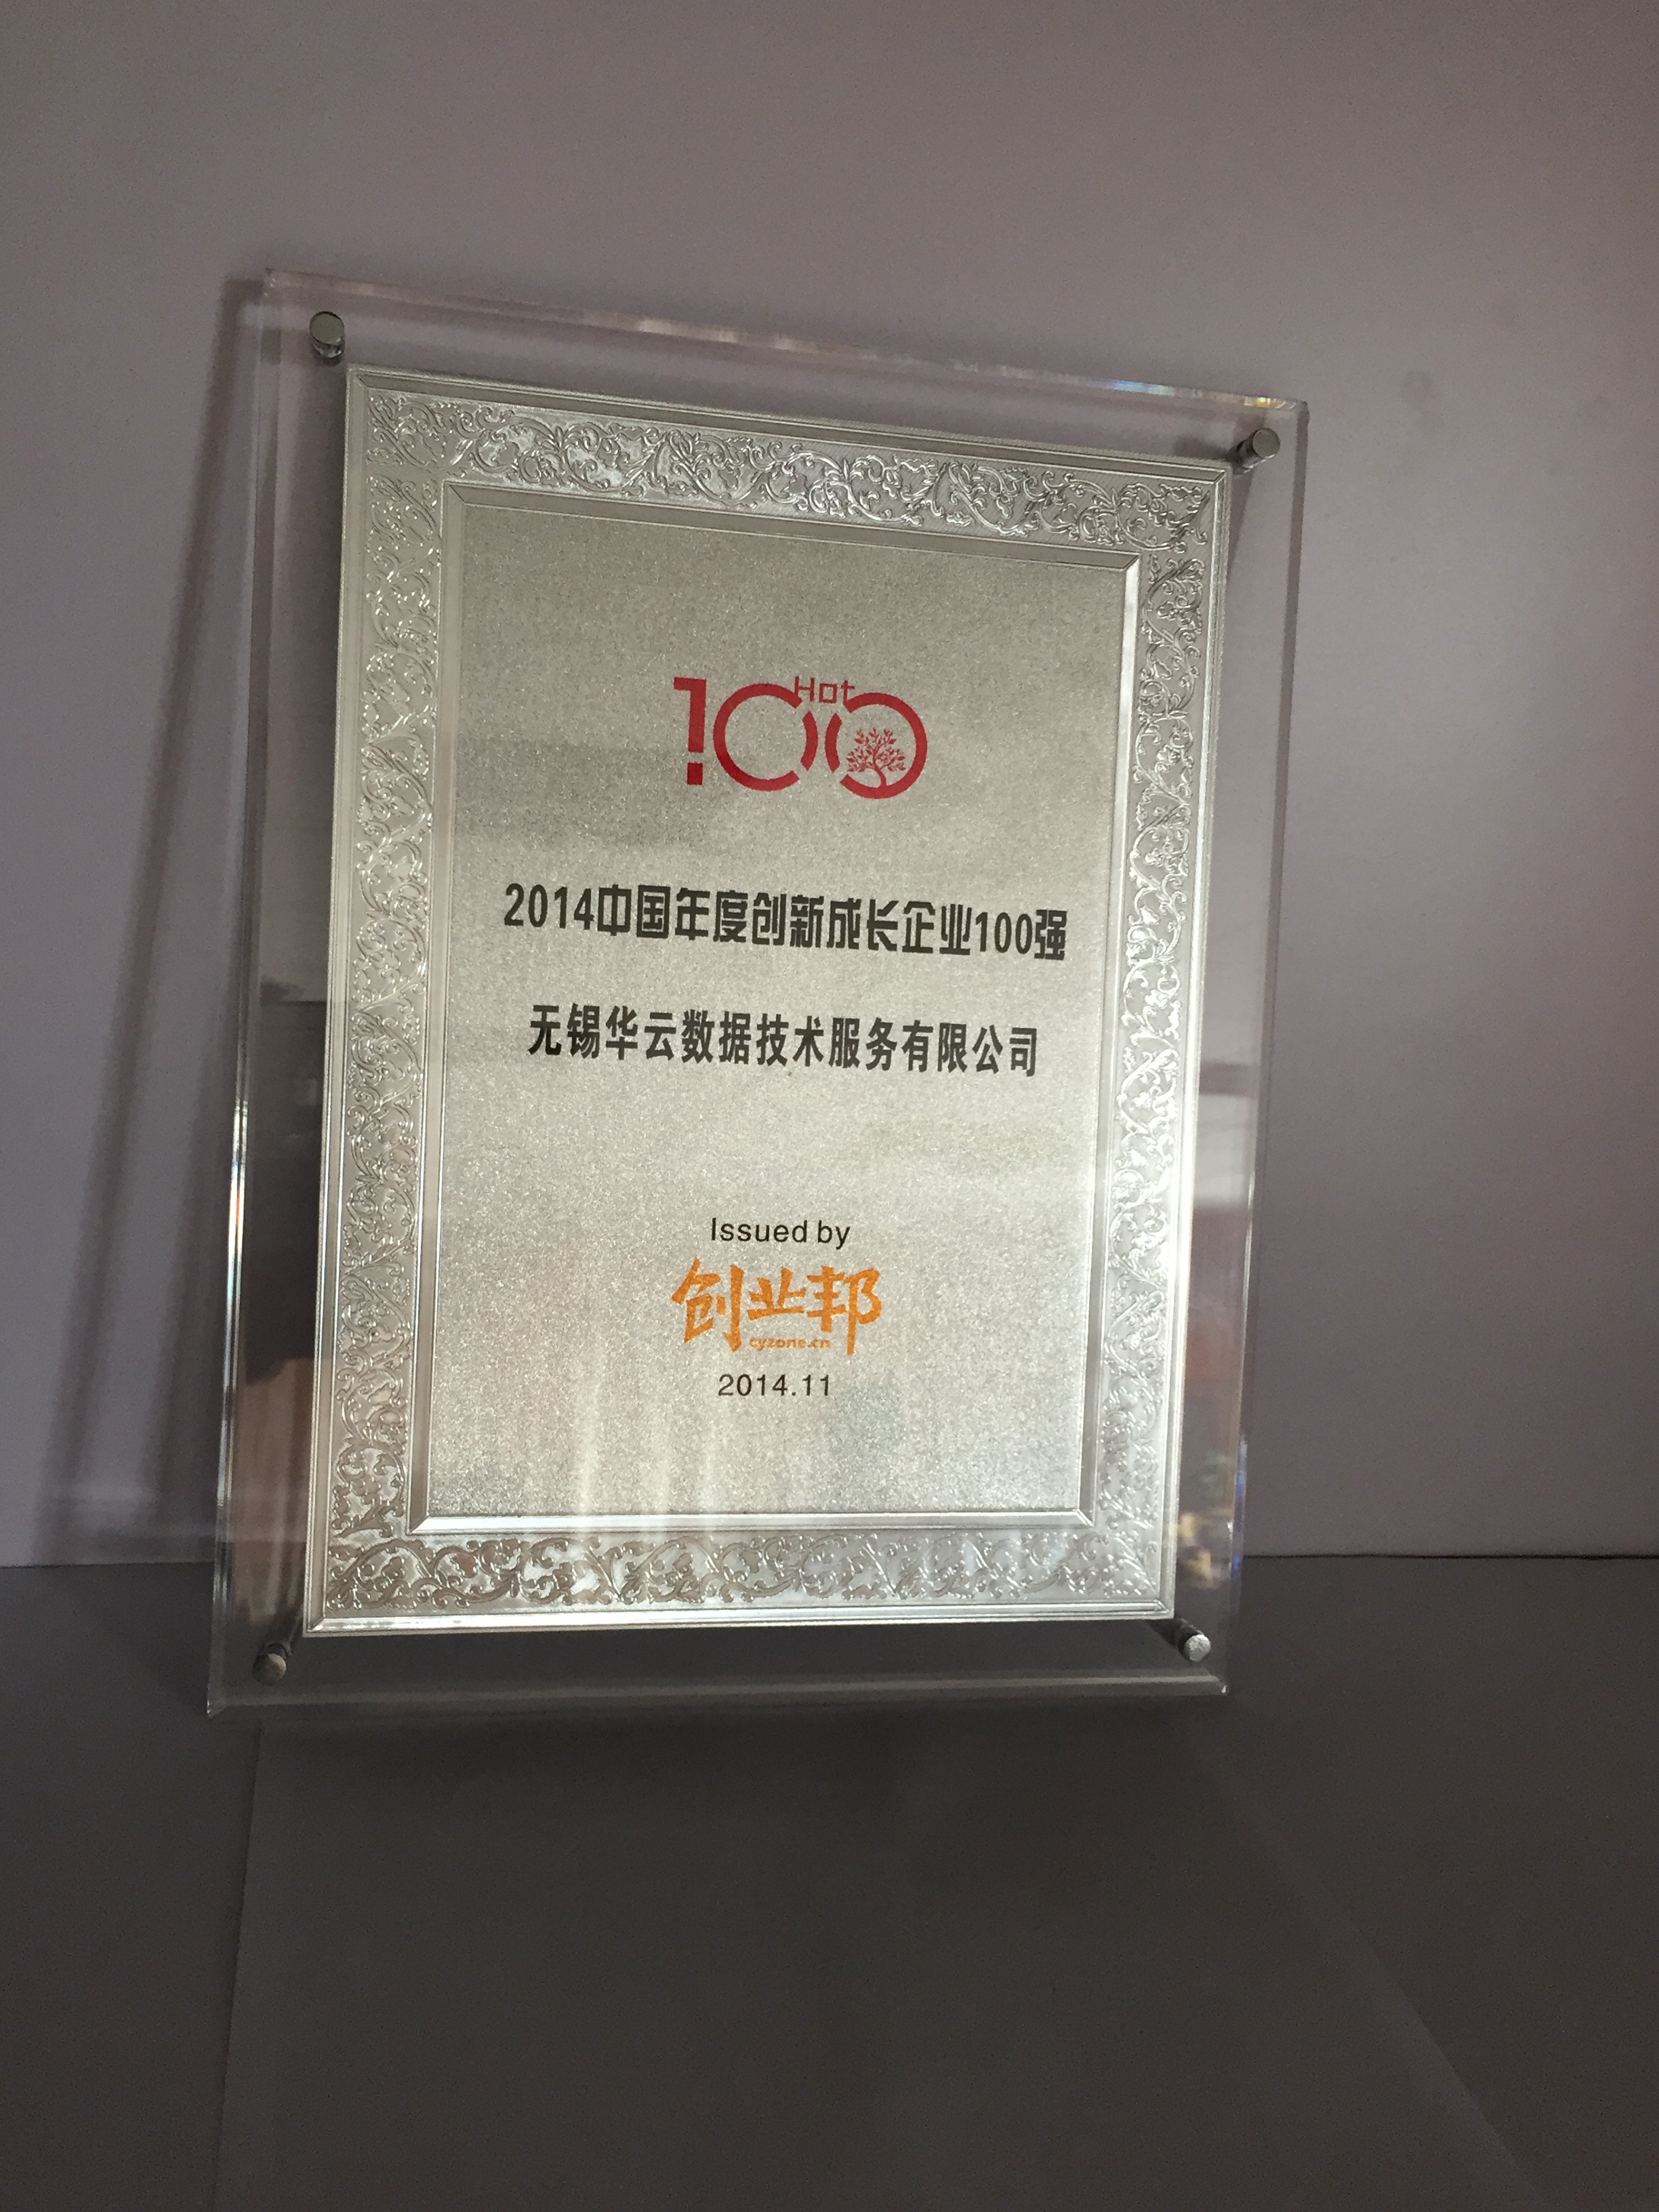 Hot
100
2014中国年度创新成长企业100强
无锡华云数据技术服务有限公司
Issued by
创业邦
cyzone.cn
2014.11